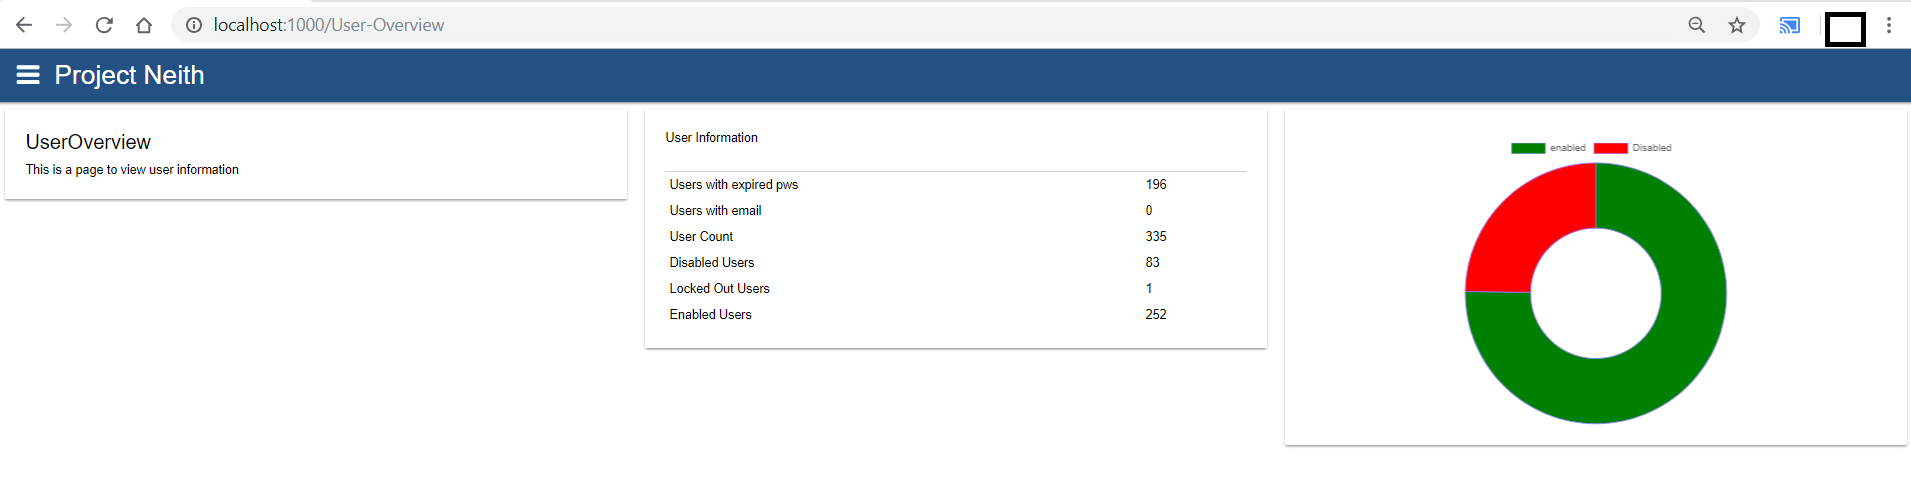 localhost:1000/User-Overview
Project Neith
UserOverview
This is a page to view user information
User Information
Users with expired pws 196
Users with email 0
User Count 335
Disabled Users 83
Locked Out Users 1
Enabled Users 252
enabled Disabled